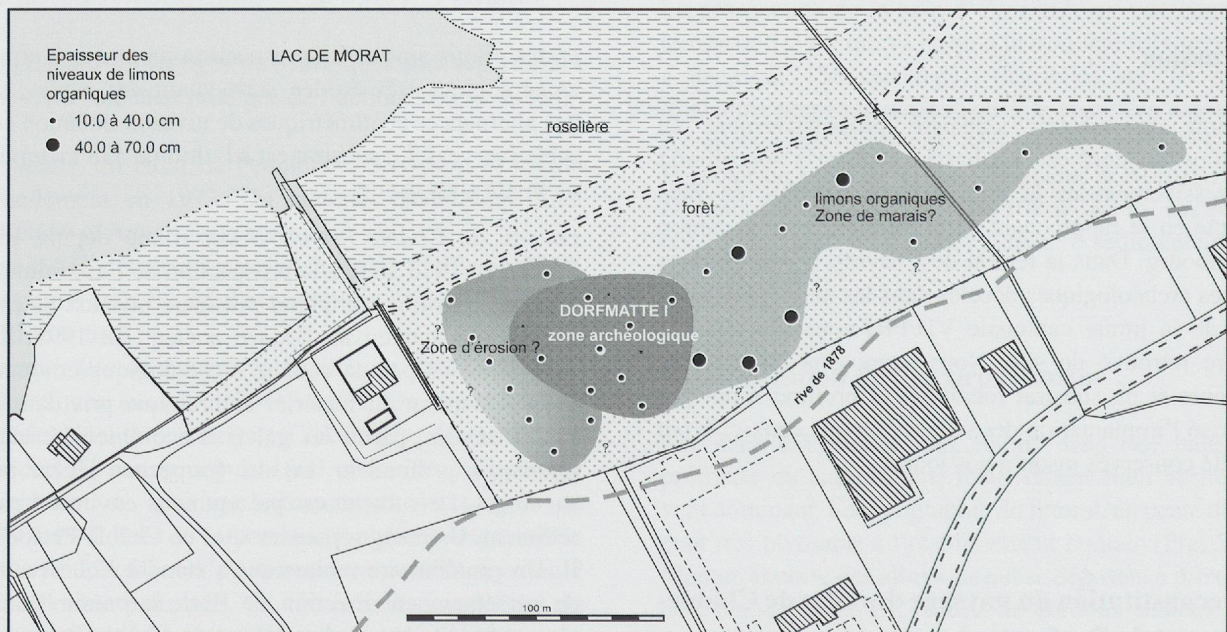 Epaisseur des
niveaux de limons
organiques
10.0 à 40.0 cm
40.0 à 70.0 cm
LAC DE MORAT
roselière
forêt
limons organiques
Zone de marais?
?
?
?
DORFMATTE I
zone archéologique
?
Zone d'érosion ?
?
?
?
?
rive de 1878
100 m